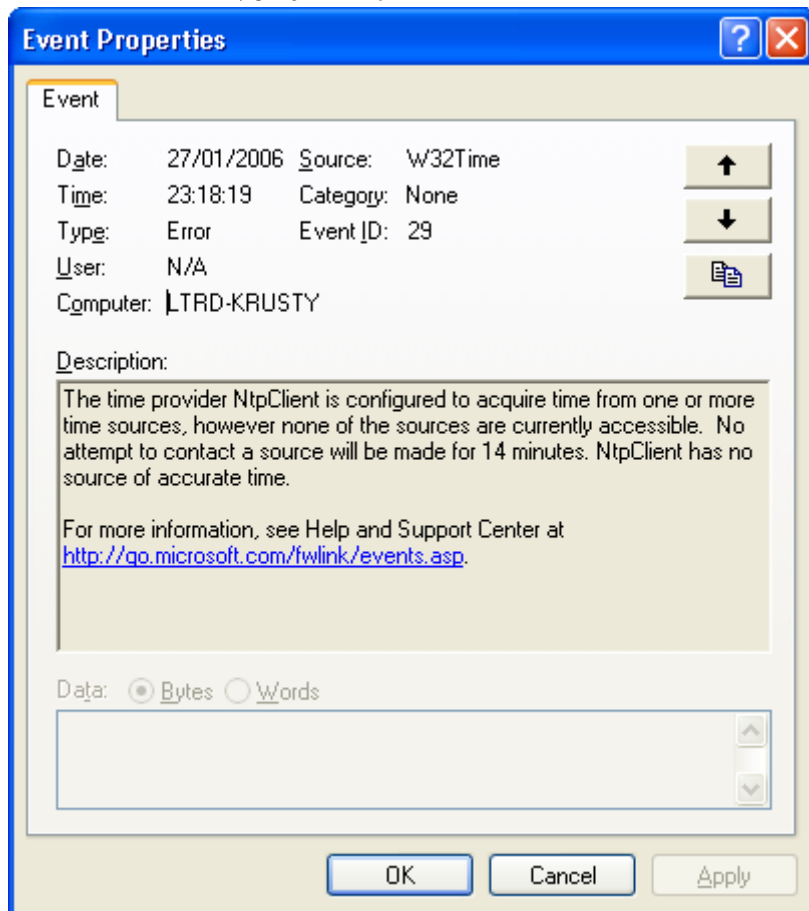 Event Properties
Event
Date: 27/01/2006 Source: W32Time
Time: 23:18:19 Category: None
Type: Error Event ID: 29
User: N/A
Computer: LTRD-KRUSTY
Description:
The time provider NtpClient is configured to acquire time from one or more
time sources, however none of the sources are currently accessible. No
attempt to contact a source will be made for 14 minutes. NtpClient has no
source of accurate time.
For more information, see Help and Support Center at
http://go.microsoft.com/fwlink/events.asp.
Data: Bytes Words
OK Cancel Apply